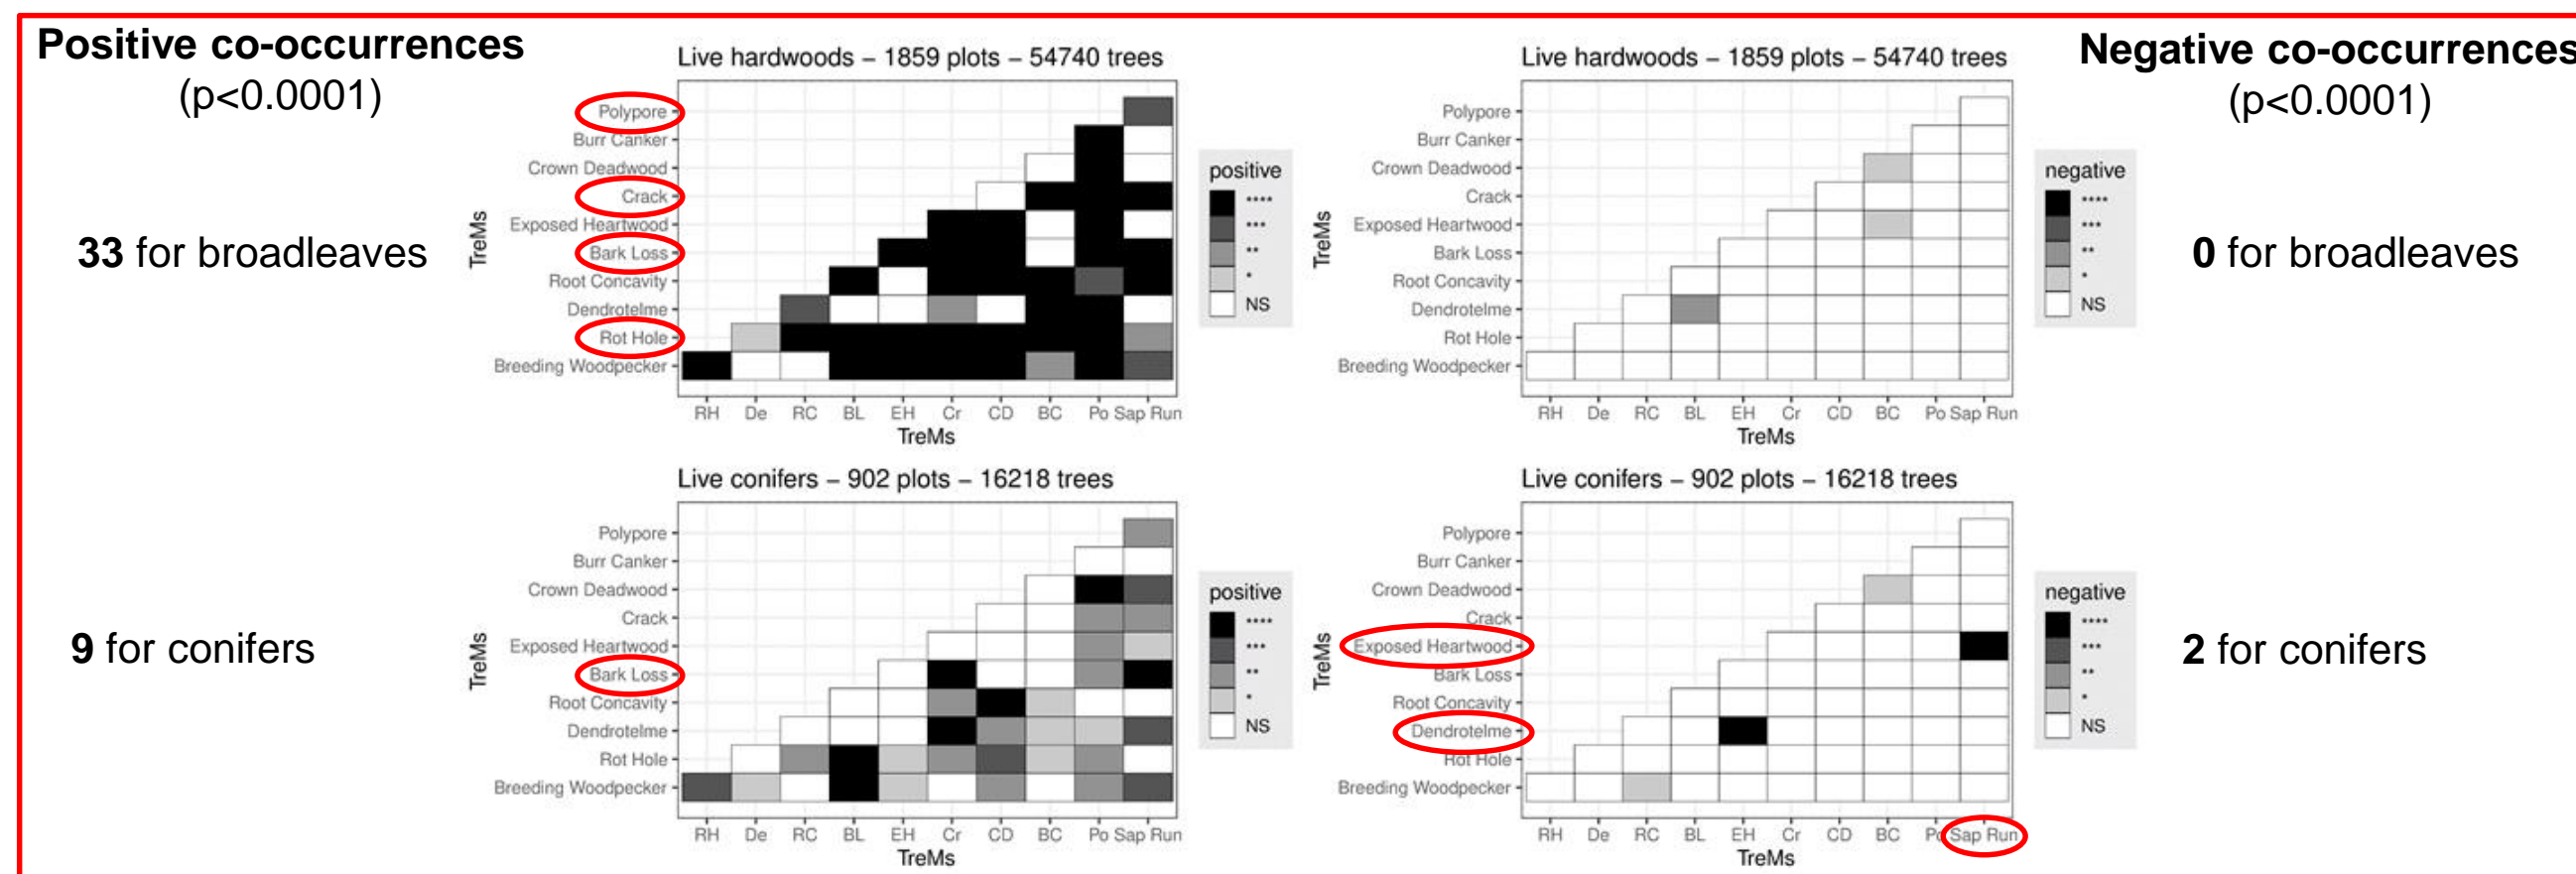 Positive co-occurrences
(p<0.0001)
33 for broadleaves
9 for conifers
Live hardwoods – 1859 plots – 54740 trees
TreMs
Polypore
Burr Canker
Crown Deadwood
Crack
Exposed Heartwood
Bark Loss
Root Concavity
Dendrotelme
Rot Hole
Breeding Woodpecker
RH De RC BL EH Cr CD BC Po Sap Run
TreMs
positive
****
***
**
*
NS
Live conifers – 902 plots – 16218 trees
TreMs
Polypore
Burr Canker
Crown Deadwood
Crack
Exposed Heartwood
Bark Loss
Root Concavity
Dendrotelme
Rot Hole
Breeding Woodpecker
RH De RC BL EH Cr CD BC Po Sap Run
TreMs
positive
****
***
**
*
NS
Live hardwoods – 1859 plots – 54740 trees
TreMs
Polypore
Burr Canker
Crown Deadwood
Crack
Exposed Heartwood
Bark Loss
Root Concavity
Dendrotelme
Rot Hole
Breeding Woodpecker
RH De RC BL EH Cr CD BC Po Sap Run
TreMs
negative
****
***
**
*
NS
Live conifers – 902 plots – 16218 trees
TreMs
Polypore
Burr Canker
Crown Deadwood
Crack
Exposed Heartwood
Bark Loss
Root Concavity
Dendrotelme
Rot Hole
Breeding Woodpecker
RH De RC BL EH Cr CD BC Po Sap Run
TreMs
negative
****
***
**
*
NS
Negative co-occurrences
(p<0.0001)
0 for broadleaves
2 for conifers